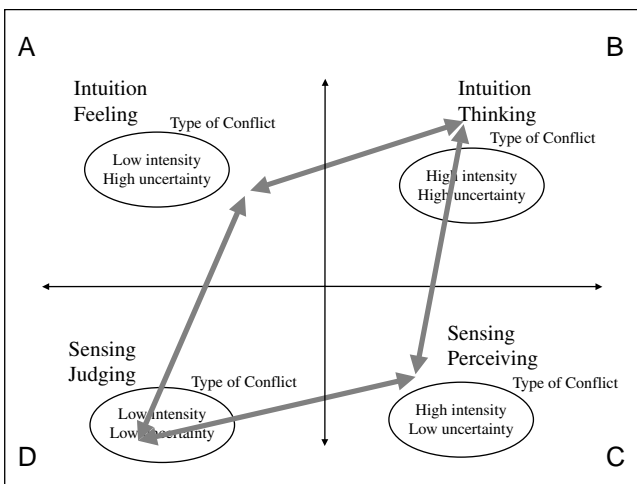 A
B
Intuition
Feeling
Type of Conflict
Low intensity
High uncertainty
Intuition
Thinking
Type of Conflict
High intensity
High uncertainty
Sensing
Judging
Type of Conflict
Low intensity
Low uncertainty
Sensing
Perceiving
Type of Conflict
High intensity
Low uncertainty
D
C